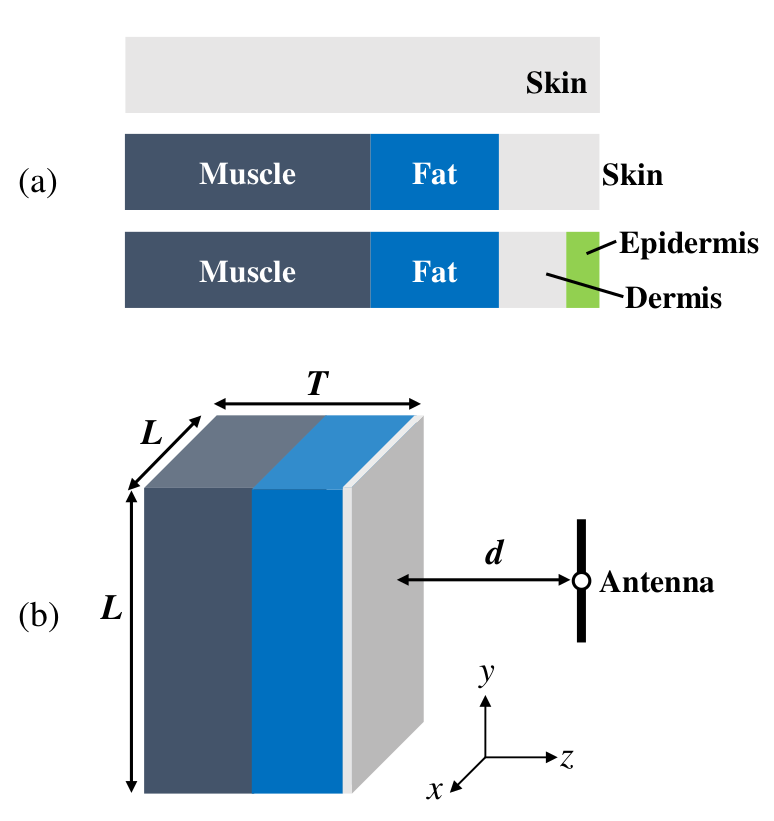 Skin
(a)
Muscle Fat Skin
Muscle Fat Epidermis
Dermis
T
L
d
Antenna
L
(b)
y
z
x